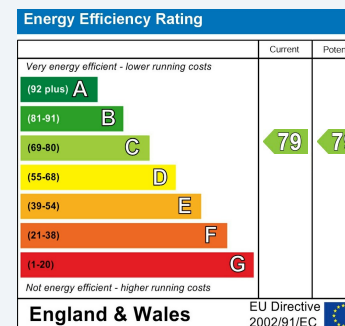 Energy Efficiency Rating
Current
Very energy efficient - lower running costs
(92 plus) A
(81-91) B
(69-80) C
79
(55-68) D
(39-54) E
(21-38) F
(1-20) G
Not energy efficient - higher running costs
England & Wales
EU Directive
2002/91/EC